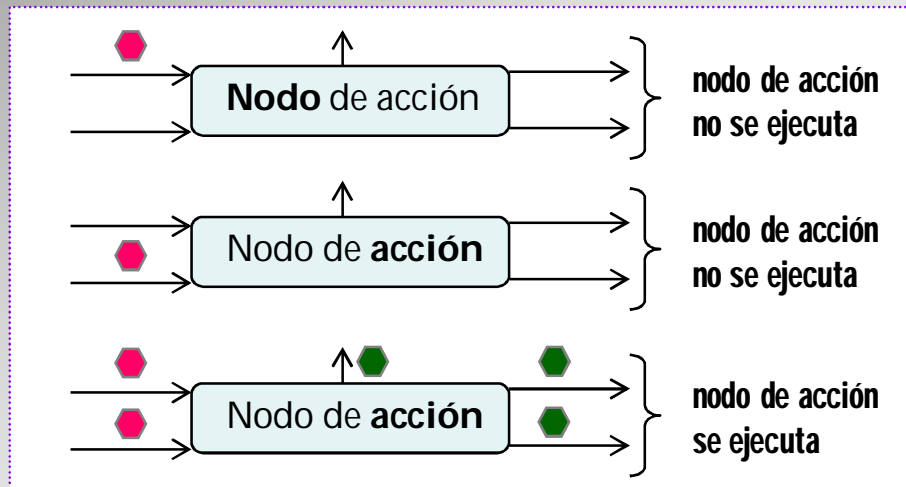 Nodo de acción
nodo de acción
no se ejecuta
Nodo de acción
nodo de acción
no se ejecuta
Nodo de acción
nodo de acción
se ejecuta